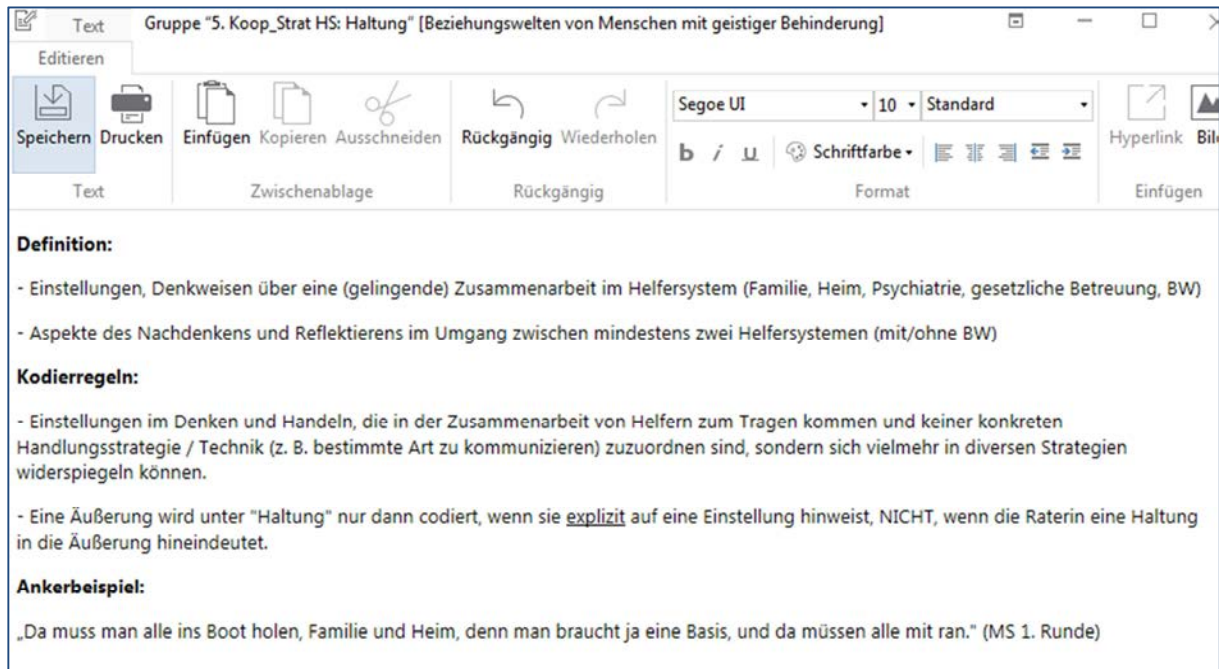 Text Gruppe "5. Koop_Strat HS: Haltung" [Beziehungswelten von Menschen mit geistiger Behinderung]
Editieren
Segoe UI 10 Standard
Speichern Drucken Einfügen Kopieren Ausschneiden Rückgängig Wiederholen Hyperlink
b i u Schriftfarbe
Text Zwischenablage Rückgängig Format Einfügen
Definition:
- Einstellungen, Denkweisen über eine (gelingende) Zusammenarbeit im Helfersystem (Familie, Heim, Psychiatrie, gesetzliche Betreuung, BW)
- Aspekte des Nachdenkens und Reflektierens im Umgang zwischen mindestens zwei Helfersystemen (mit/ohne BW)
Kodierregeln:
- Einstellungen im Denken und Handeln, die in der Zusammenarbeit von Helfern zum Tragen kommen und keiner konkreten
Handlungsstrategie / Technik (z. B. bestimmte Art zu kommunizieren) zuzuordnen sind, sondern sich vielmehr in diversen Strategien
widerspiegeln können.
- Eine Äußerung wird unter "Haltung" nur dann codiert, wenn sie explizit auf eine Einstellung hinweist, NICHT, wenn die Raterin eine Haltung
in die Äußerung hineindeutet.
Ankerbeispiel:
„Da muss man alle ins Boot holen, Familie und Heim, denn man braucht ja eine Basis, und da müssen alle mit ran." (MS 1. Runde)